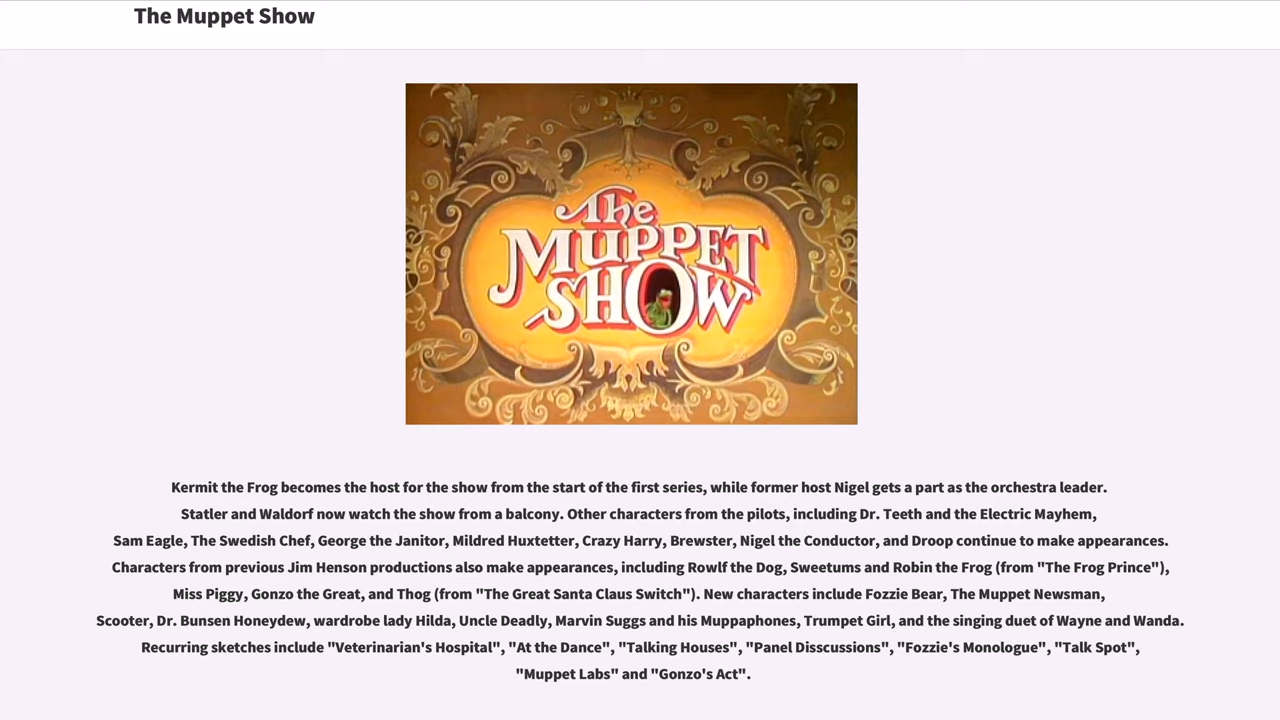 The Muppet Show
The
MUPPET
SHOW
Kermit the Frog becomes the host for the show from the start of the first series, while former host Nigel gets a part as the orchestra leader.
Statler and Waldorf now watch the show from a balcony. Other characters from the pilots, including Dr. Teeth and the Electric Mayhem,
Sam Eagle, The Swedish Chef, George the Janitor, Mildred Huxtetter, Crazy Harry, Brewster, Nigel the Conductor, and Droop continue to make appearances.
Characters from previous Jim Henson productions also make appearances, including Rowlf the Dog, Sweetums and Robin the Frog (from "The Frog Prince"),
Miss Piggy, Gonzo the Great, and Thog (from "The Great Santa Claus Switch"). New characters include Fozzie Bear, The Muppet Newsman,
Scooter, Dr. Bunsen Honeydew, wardrobe lady Hilda, Uncle Deadly, Marvin Suggs and his Muppaphones, Trumpet Girl, and the singing duet of Wayne and Wanda.
Recurring sketches include "Veterinarian's Hospital", "At the Dance", "Talking Houses", "Panel Disscussions", "Fozzie's Monologue", "Talk Spot",
"Muppet Labs" and "Gonzo's Act".